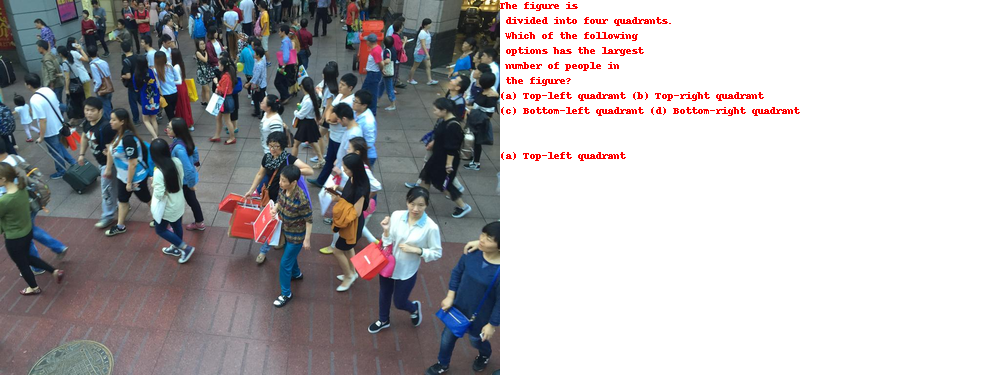 The figure is
divided into four quadrants.
Which of the following
options has the largest
number of people in
the figure?
(a) Top-left quadrant (b) Top-right quadrant
(c) Bottom-left quadrant (d) Bottom-right quadrant
(a) Top-left quadrant